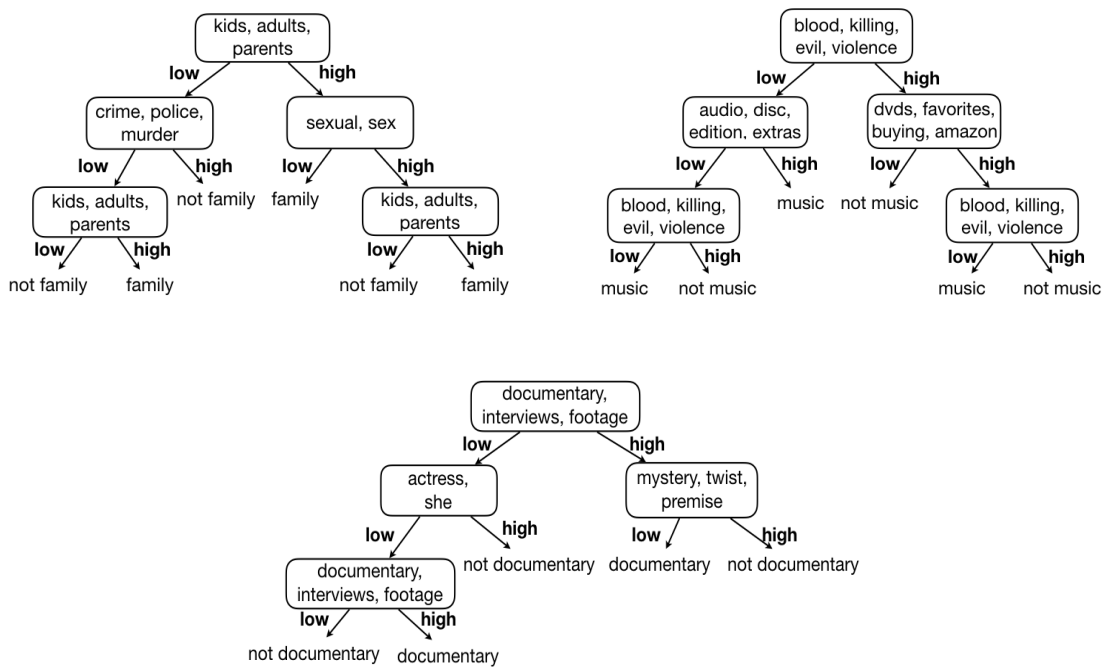 kids, adults,
parents
low
high
crime, police,
murder
sexual, sex
low
high
low
high
kids, adults,
parents
not family
family
kids, adults,
parents
low
high
low
high
not family
family
not family
family
blood, killing,
evil, violence
low
high
audio, disc,
edition, extras
dvds, favorites,
buying, amazon
low
high
low
high
blood, killing,
evil, violence
music
not music
blood, killing,
evil, violence
low
high
low
high
music
not music
music
not music
documentary,
interviews, footage
low
high
actress,
she
mystery, twist,
premise
low
high
low
high
documentary,
interviews, footage
not documentary
documentary
not documentary
low
high
not documentary
documentary